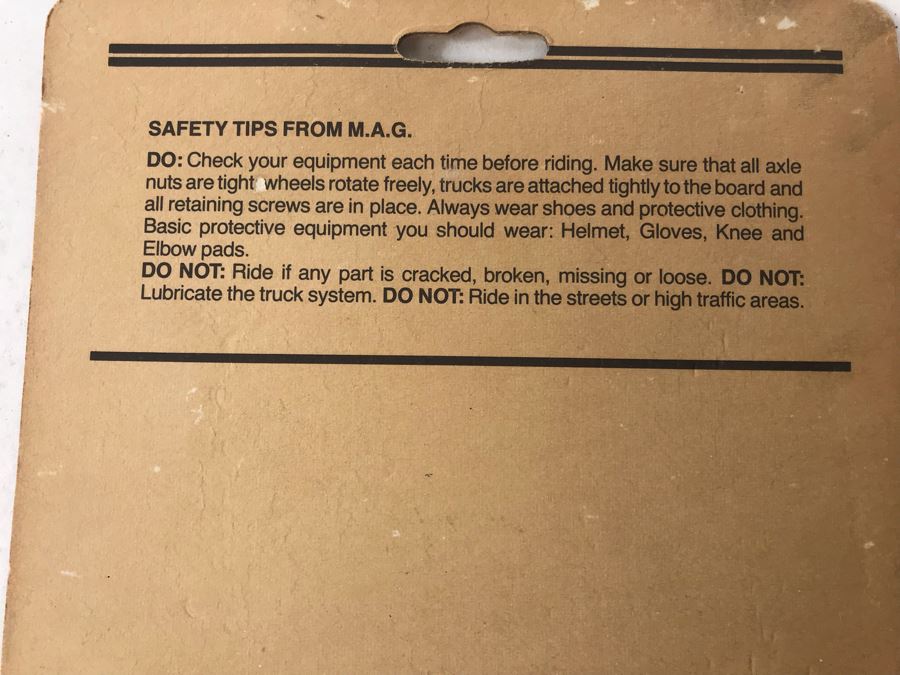 SAFETY TIPS FROM M.A.G.
DO: Check your equipment each time before riding. Make sure that all axle
nuts are tight wheels rotate freely, trucks are attached tightly to the board and
all retaining screws are in place. Always wear shoes and protective clothing.
Basic protective equipment you should wear: Helmet, Gloves, Knee and
Elbow pads.
DO NOT: Ride if any part is cracked, broken, missing or loose. DO NOT:
Lubricate the truck system. DO NOT: Ride in the streets or high traffic areas.